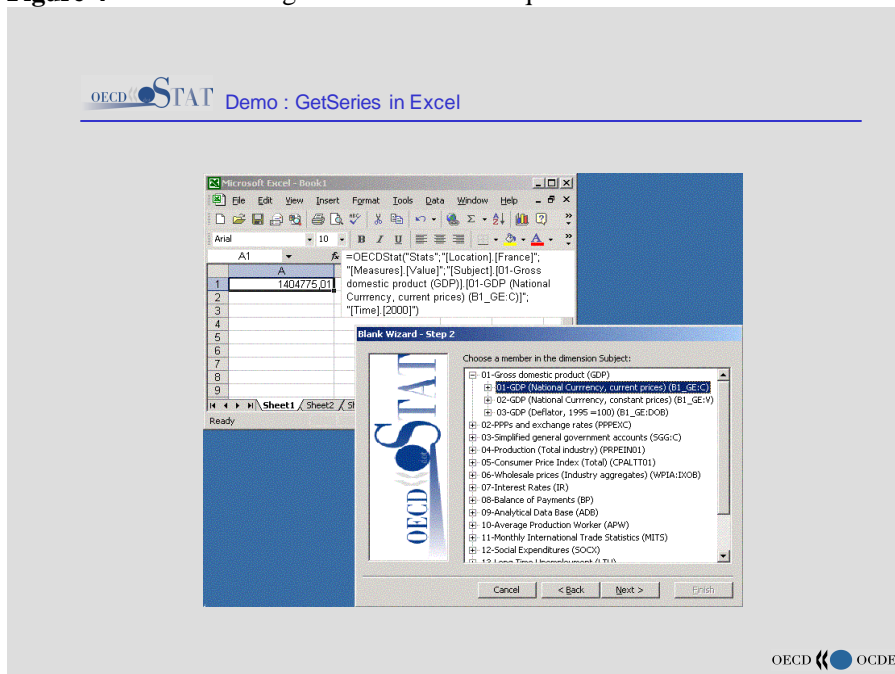 OECD STAT Demo : GetSeries in Excel
Microsoft Excel - Book1
File Edit View Insert Format Tools Data Window Help
Arial 10 B I U
A1 fx =OECDStat("Stats";"[Location].[France]";
"[Measures].[Value]";"[Subject].[01-Gross
domestic product (GDP)].[01-GDP (National
Currrency, current prices) (B1_GE:C)]";
"[Time].[2000]")
A
1 1404775,01
2
3
4
5
6
7
8
9
Sheet1 Sheet2
Ready
Blank Wizard - Step 2
OECD STAT
Choose a member in the dimension Subject:
01-Gross domestic product (GDP)
01-GDP (National Currrency, current prices) (B1_GE:C)
02-GDP (National Currrency, constant prices) (B1_GE:V)
03-GDP (Deflator, 1995 =100) (B1_GE:DOB)
02-PPPs and exchange rates (PPPEXC)
03-Simplified general government accounts (SGG:C)
04-Production (Total industry) (PRPEIN01)
05-Consumer Price Index (Total) (CPALTT01)
06-Wholesale prices (Industry aggregates) (WPIA:IXOB)
07-Interest Rates (IR)
08-Balance of Payments (BP)
09-Analytical Data Base (ADB)
10-Average Production Worker (APW)
11-Monthly International Trade Statistics (MITS)
12-Social Expenditures (SOCX)
Cancel < Back Next > Finish
OECD OCDE